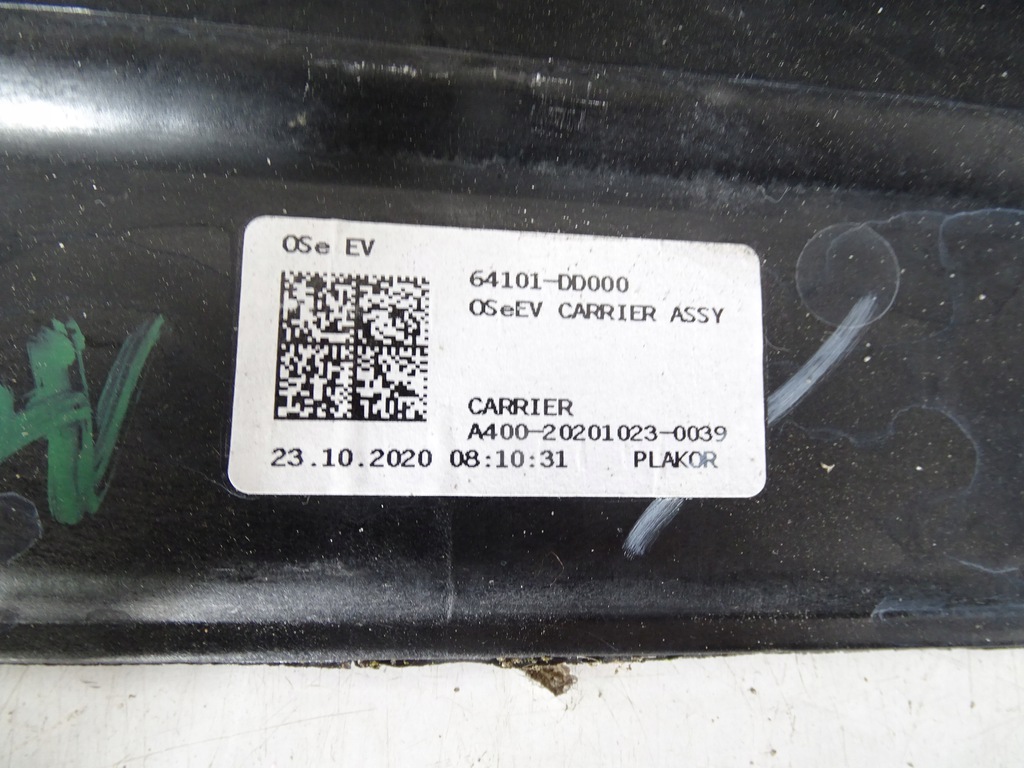 OSe EV
64101-DD000
OSeEV CARRIER ASSY
CARRIER
A400-20201023-0039
23.10.2020 08:10:31 PLAKOR